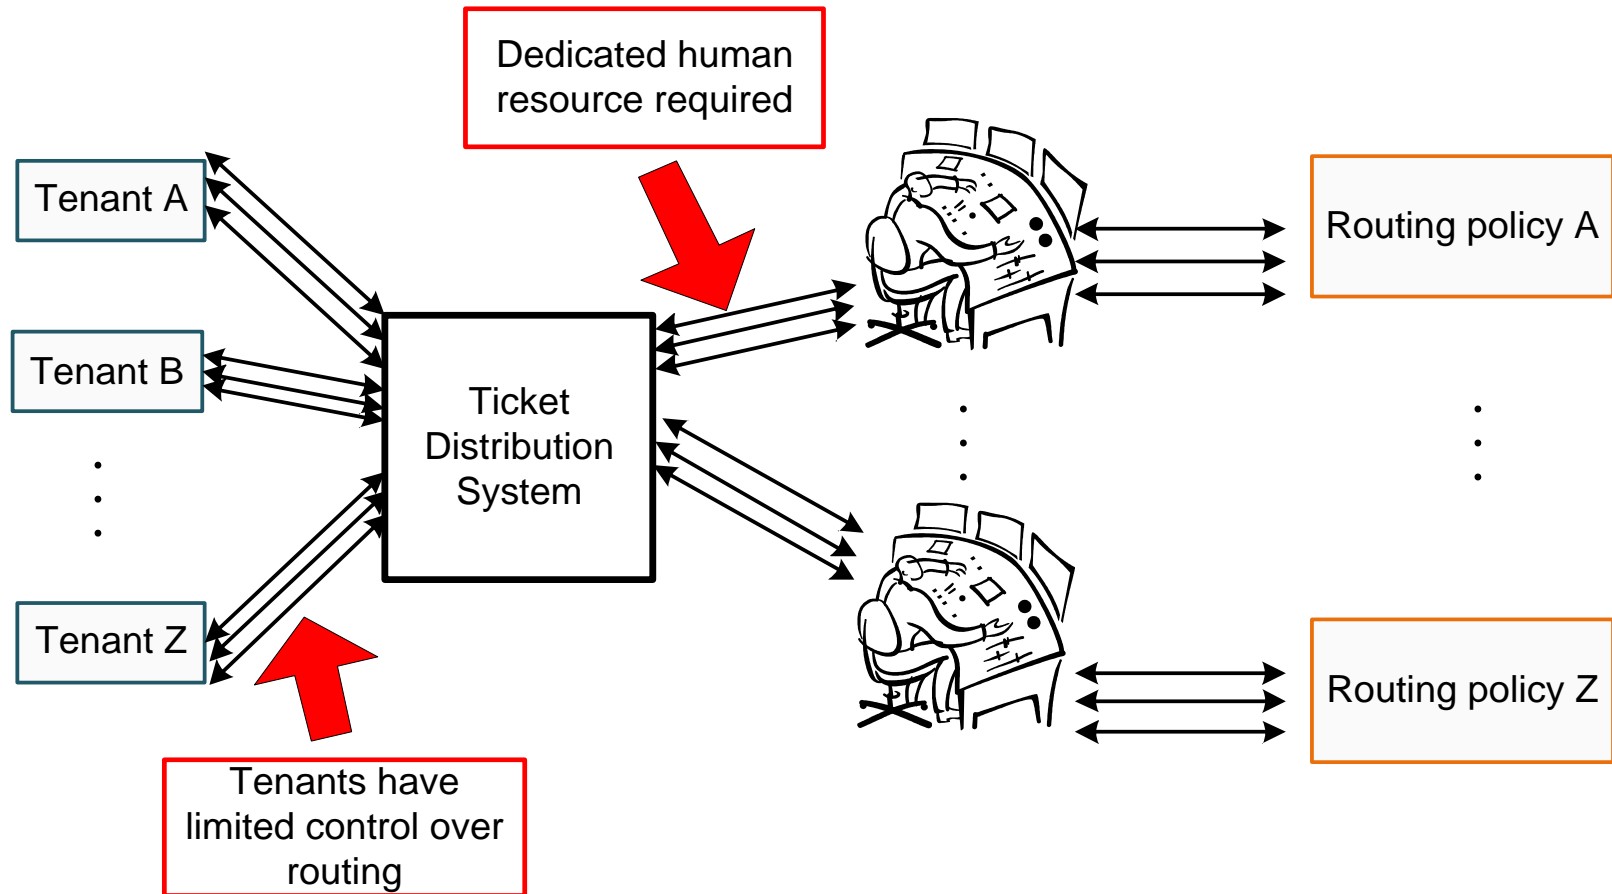 Dedicated human
resource required
Tenant A
Routing policy A
Tenant B
Ticket
Distribution
System
Tenant Z
Routing policy Z
Tenants have
limited control over
routing